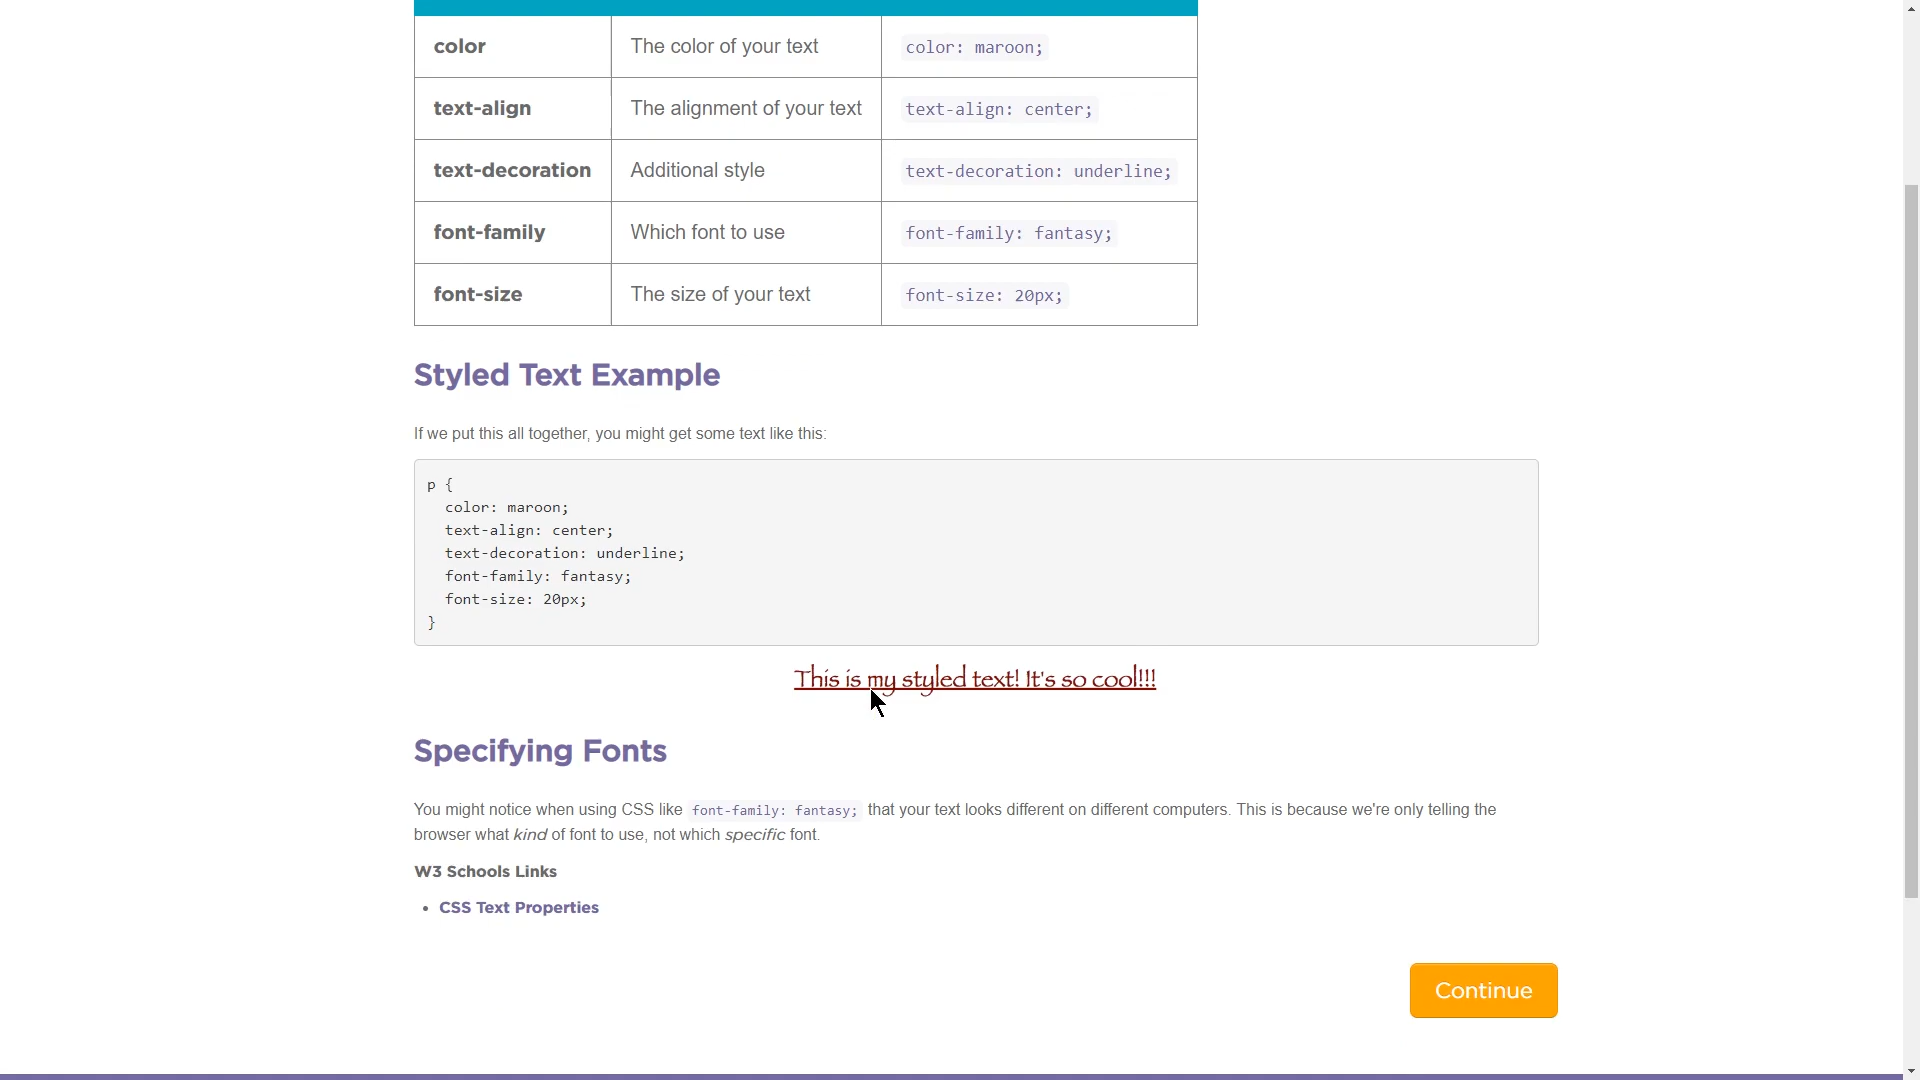 color The color of your text color: maroon;
text-align The alignment of your text text-align: center;
text-decoration Additional style text-decoration: underline;
font-family Which font to use font-family: fantasy;
font-size The size of your text font-size: 20px;
Styled Text Example
If we put this all together, you might get some text like this:
p {
  color: maroon;
  text-align: center;
  text-decoration: underline;
  font-family: fantasy;
  font-size: 20px;
}
This is my styled text! It's so cool!!!
Specifying Fonts
You might notice when using CSS like font-family: fantasy; that your text looks different on different computers. This is because we're only telling the
browser what kind of font to use, not which specific font.
W3 Schools Links
• CSS Text Properties
Continue